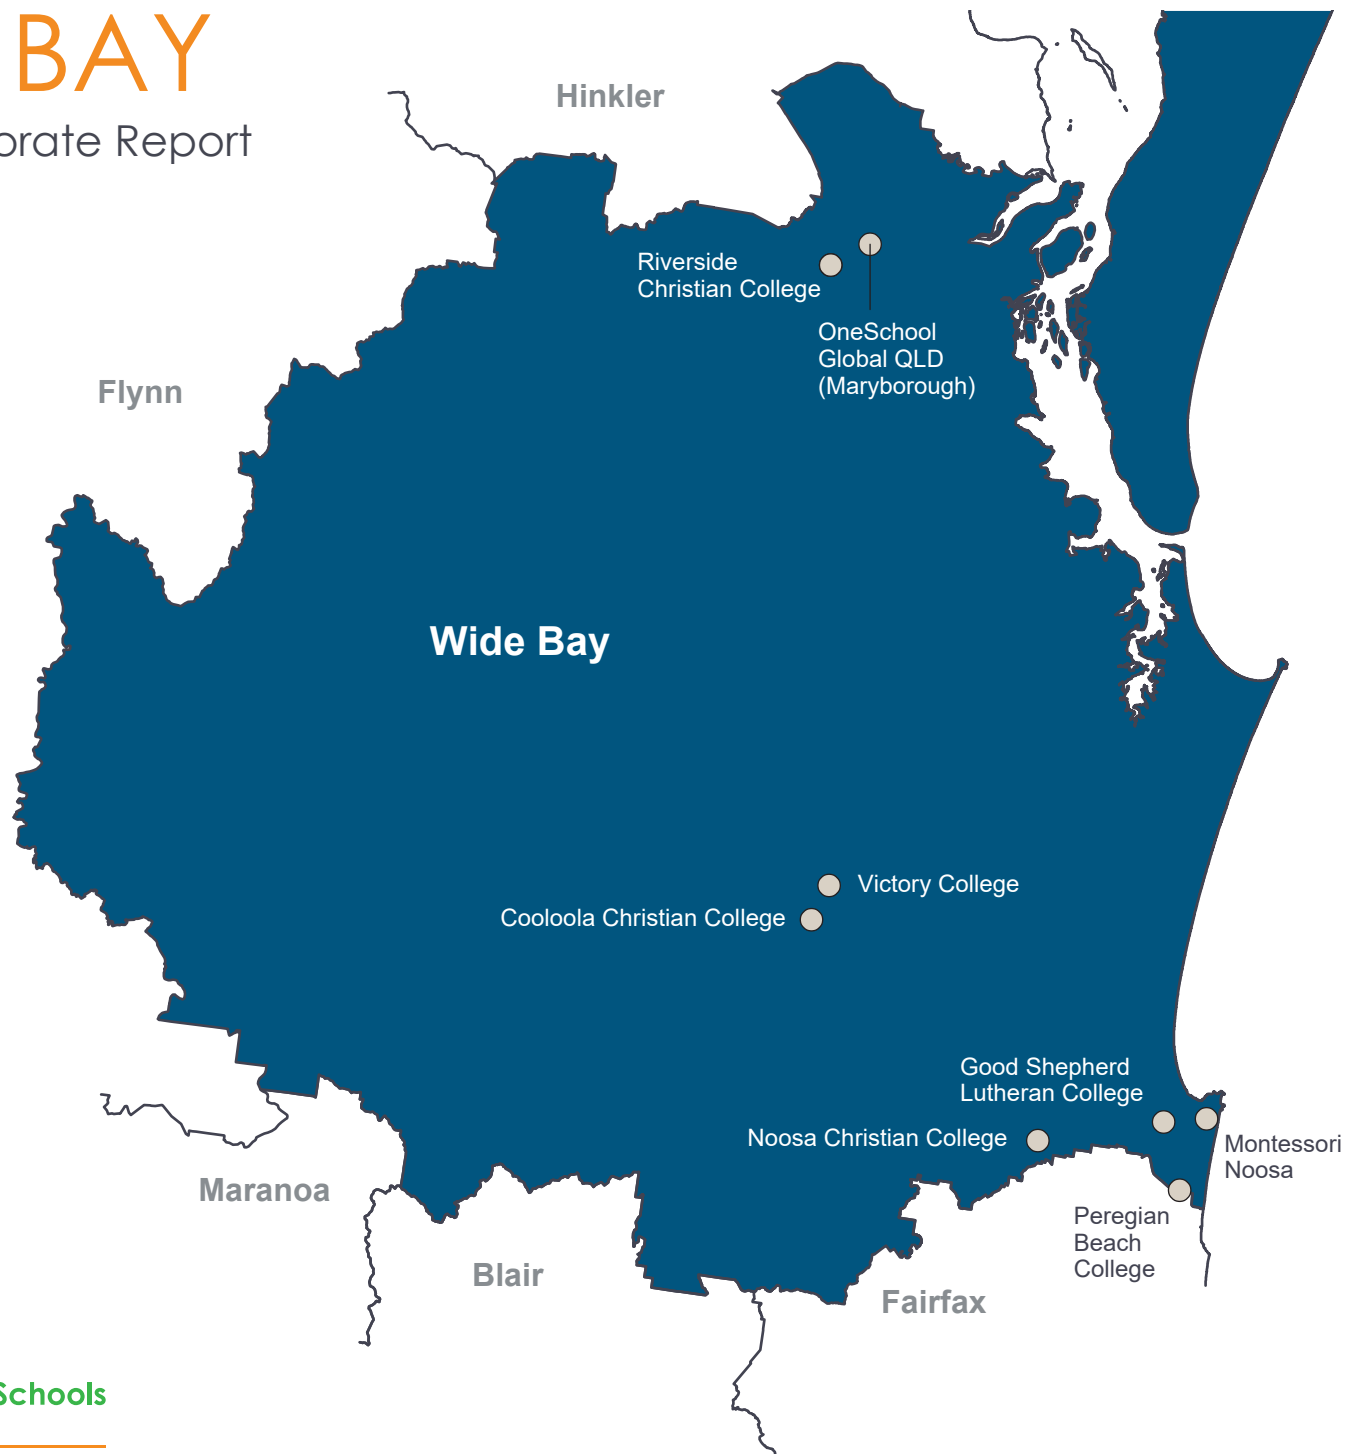 BAY
orate Report
Hinkler
Riverside
Christian College
OneSchool
Global QLD
(Maryborough)
Flynn
Wide Bay
Victory College
Cooloola Christian College
Good Shepherd
Lutheran College
Noosa Christian College
Montessori
Noosa
Maranoa
Peregian
Beach
College
Blair
Fairfax
Schools